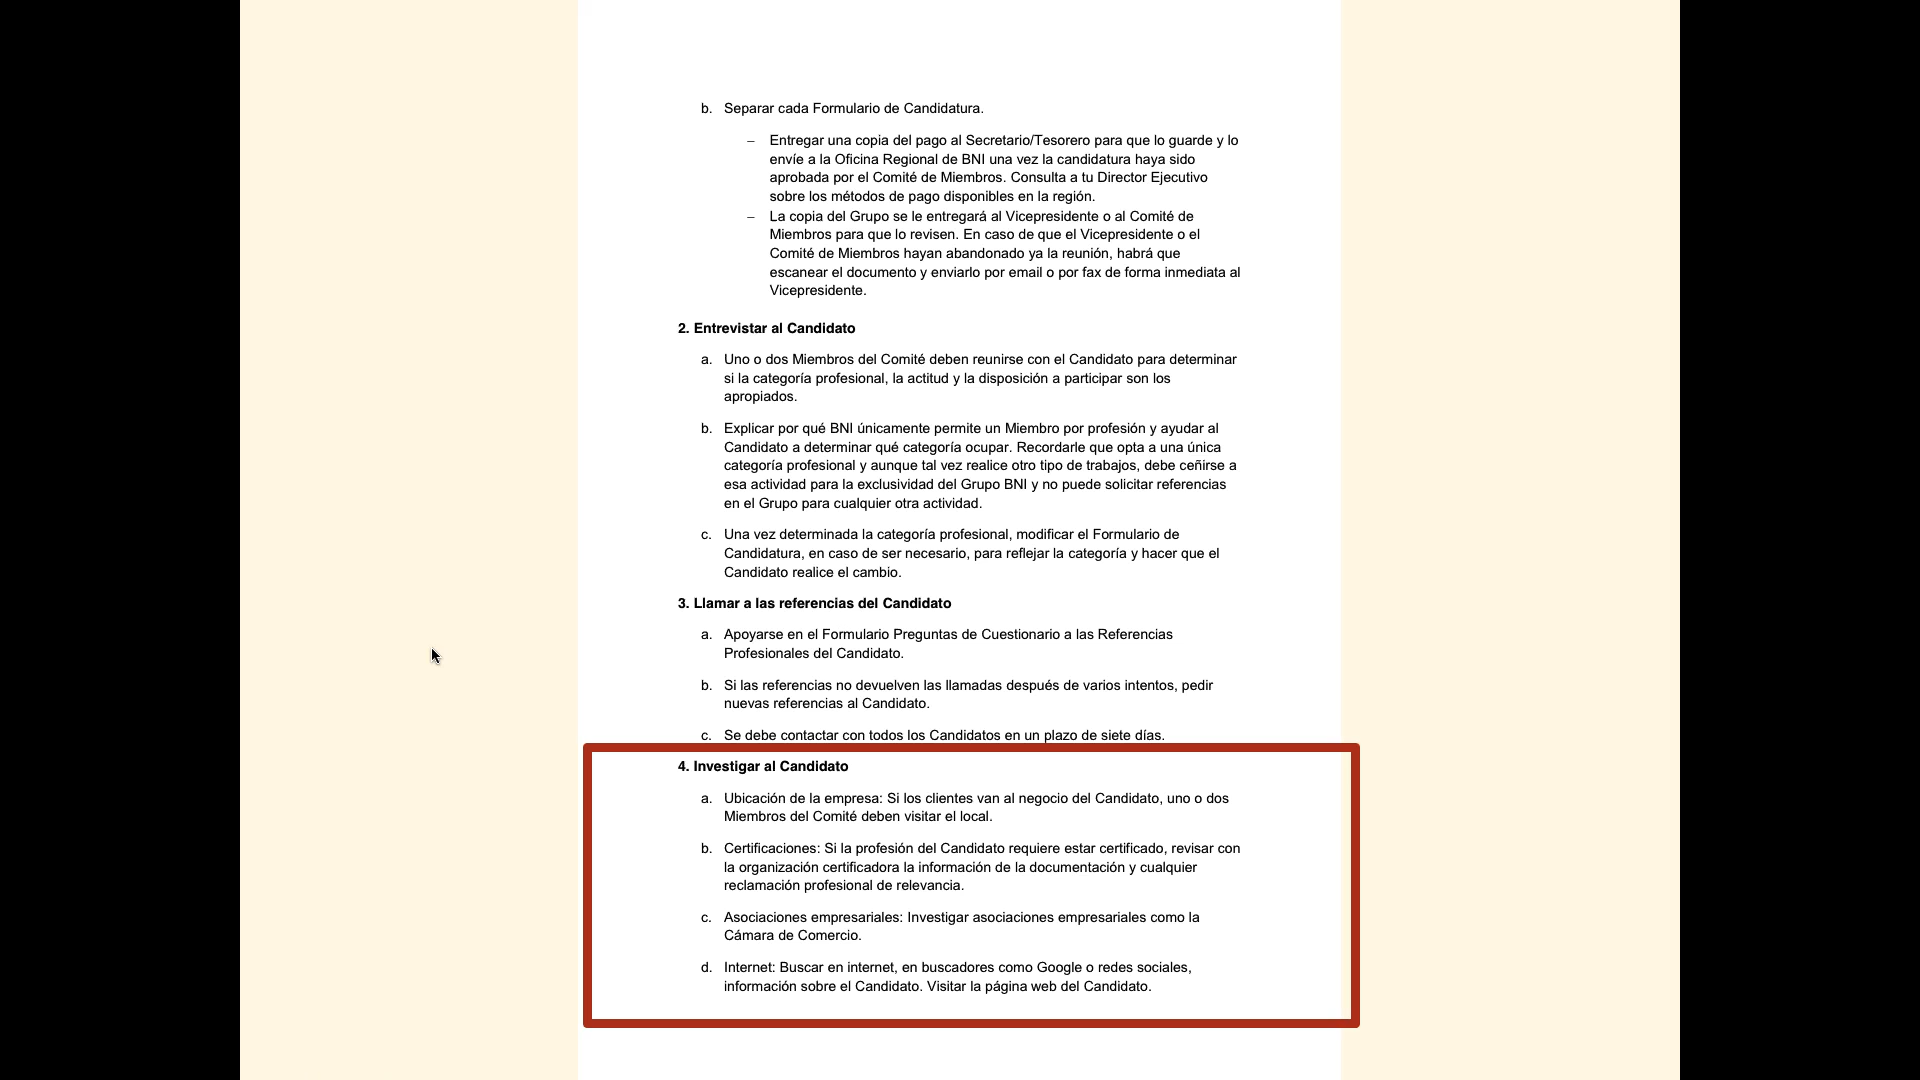 b. Separar cada Formulario de Candidatura.
– Entregar una copia del pago al Secretario/Tesorero para que lo guarde y lo
envíe a la Oficina Regional de BNI una vez la candidatura haya sido
aprobada por el Comité de Miembros. Consulta a tu Director Ejecutivo
sobre los métodos de pago disponibles en la región.
– La copia del Grupo se le entregará al Vicepresidente o al Comité de
Miembros para que lo revisen. En caso de que el Vicepresidente o el
Comité de Miembros hayan abandonado ya la reunión, habrá que
escanear el documento y enviarlo por email o por fax de forma inmediata al
Vicepresidente.
2. Entrevistar al Candidato
a. Uno o dos Miembros del Comité deben reunirse con el Candidato para determinar
si la categoría profesional, la actitud y la disposición a participar son los
apropiados.
b. Explicar por qué BNI únicamente permite un Miembro por profesión y ayudar al
Candidato a determinar qué categoría ocupar. Recordarle que opta a una única
categoría profesional y aunque tal vez realice otro tipo de trabajos, debe ceñirse a
esa actividad para la exclusividad del Grupo BNI y no puede solicitar referencias
en el Grupo para cualquier otra actividad.
c. Una vez determinada la categoría profesional, modificar el Formulario de
Candidatura, en caso de ser necesario, para reflejar la categoría y hacer que el
Candidato realice el cambio.
3. Llamar a las referencias del Candidato
a. Apoyarse en el Formulario Preguntas de Cuestionario a las Referencias
Profesionales del Candidato.
b. Si las referencias no devuelven las llamadas después de varios intentos, pedir
nuevas referencias al Candidato.
c. Se debe contactar con todos los Candidatos en un plazo de siete días.
4. Investigar al Candidato
a. Ubicación de la empresa: Si los clientes van al negocio del Candidato, uno o dos
Miembros del Comité deben visitar el local.
b. Certificaciones: Si la profesión del Candidato requiere estar certificado, revisar con
la organización certificadora la información de la documentación y cualquier
reclamación profesional de relevancia.
c. Asociaciones empresariales: Investigar asociaciones empresariales como la
Cámara de Comercio.
d. Internet: Buscar en internet, en buscadores como Google o redes sociales,
información sobre el Candidato. Visitar la página web del Candidato.